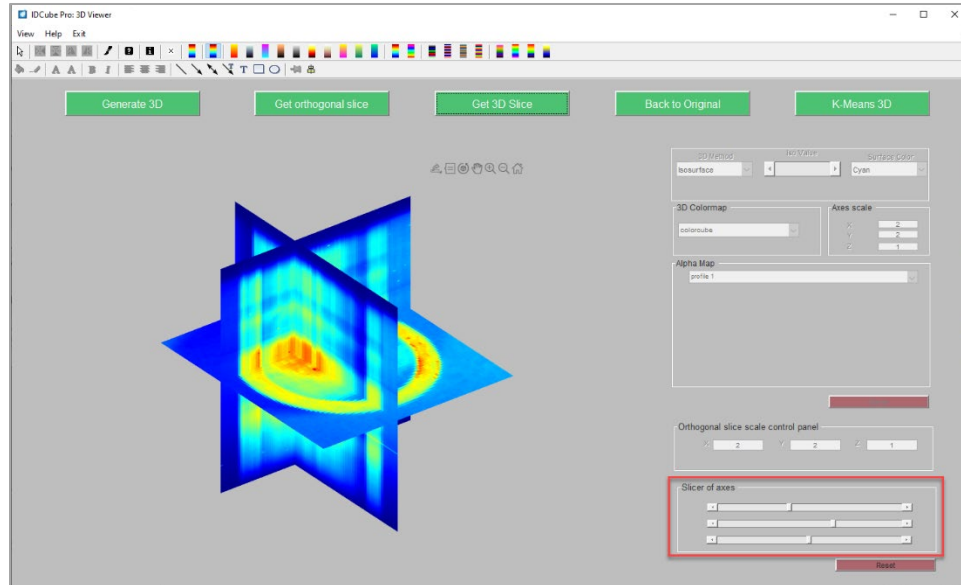 IDCube Pro: 3D Viewer
View Help Exit
A A B I T
Generate 3D Get orthogonal slice Get 3D Slice Back to Original K-Means 3D
3D Method Iso Value Surface Color
Isosurface Cyan
3D Colormap Axes scale
colorcube X 2
Y 2
Z 1
Alpha Map
profile 1
Orthogonal slice scale control panel
X 2 Y 2 Z 1
Slicer of axes
Reset